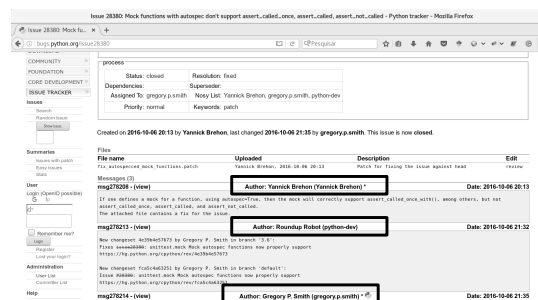 Issue 28380: Mock functions with autospec don't support assert_called_once, assert_called, assert_not_called - Python tracker - Mozilla Firefox
Issue 28380: Mock fu...
bugs.python.org/issue28380
Pesquisar
COMMUNITY
FOUNDATION
CORE DEVELOPMENT
ISSUE TRACKER
Issues
Search
Random Issue
Show issue
Summaries
Issues with patch
Easy issues
Stats
User
Login (OpenID possible)
Remember me?
Login
Register
Lost your login?
Administration
User List
Committer List
Help
process
Status: closed Resolution: fixed
Dependencies: Superseder:
Assigned To: gregory.p.smith Nosy List: Yannick Brehon, gregory.p.smith, python-dev
Priority: normal Keywords: patch
Created on 2016-10-06 20:13 by Yannick Brehon, last changed 2016-10-06 21:35 by gregory.p.smith. This issue is now closed.
Files
File name Uploaded Description Edit
fix_autospecced_mock_functions.patch Yannick Brehon, 2016-10-06 20:13 Patch for fixing the issue against head review
Messages (3)
msg278208 - (view) Author: Yannick Brehon (Yannick Brehon) * Date: 2016-10-06 20:13
If one defines a mock for a function, using autospec=True, then the mock will correctly support assert_called_once_with(), among others, but not
assert_called_once, assert_called, and assert_not_called.
The attached file contains a fix for the issue.
msg278213 - (view) Author: Roundup Robot (python-dev) Date: 2016-10-06 21:32
New changeset 4e39b4e57673 by Gregory P. Smith in branch '3.6':
Fixes issue28380: unittest.mock Mock autospec functions now properly support
https://hg.python.org/cpython/rev/4e39b4e57673
New changeset fca5c4a63251 by Gregory P. Smith in branch 'default':
Issue #28380: unittest.mock Mock autospec functions now properly support
https://hg.python.org/cpython/rev/fca5c4a63251
msg278214 - (view) Author: Gregory P. Smith (gregory.p.smith) * Date: 2016-10-06 21:35